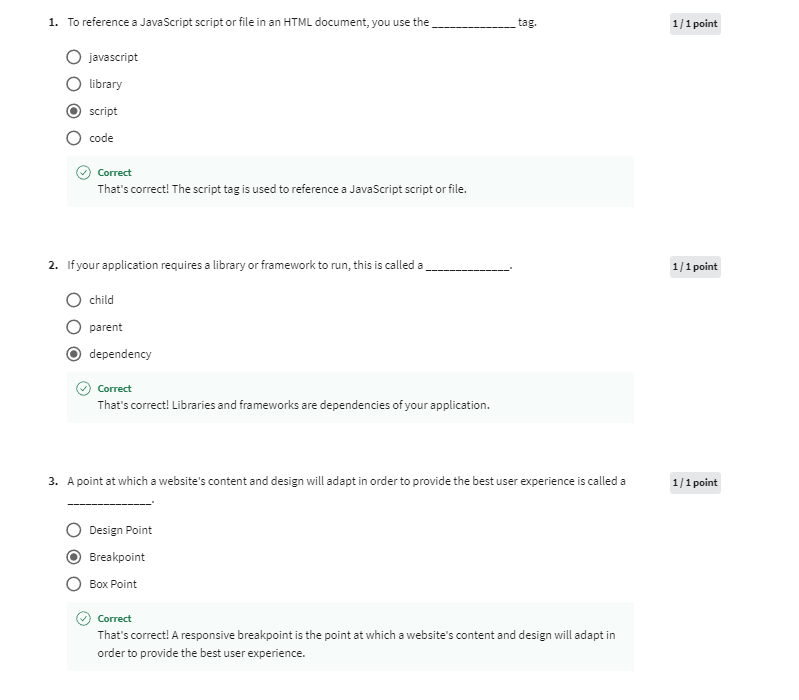 1. To reference a JavaScript script or file in an HTML document, you use the ______________ tag.
1 / 1 point
javascript
library
script
code
Correct
That's correct! The script tag is used to reference a JavaScript script or file.
2. If your application requires a library or framework to run, this is called a ______________.
1 / 1 point
child
parent
dependency
Correct
That's correct! Libraries and frameworks are dependencies of your application.
3. A point at which a website's content and design will adapt in order to provide the best user experience is called a
1 / 1 point
______________.
Design Point
Breakpoint
Box Point
Correct
That's correct! A responsive breakpoint is the point at which a website's content and design will adapt in
order to provide the best user experience.